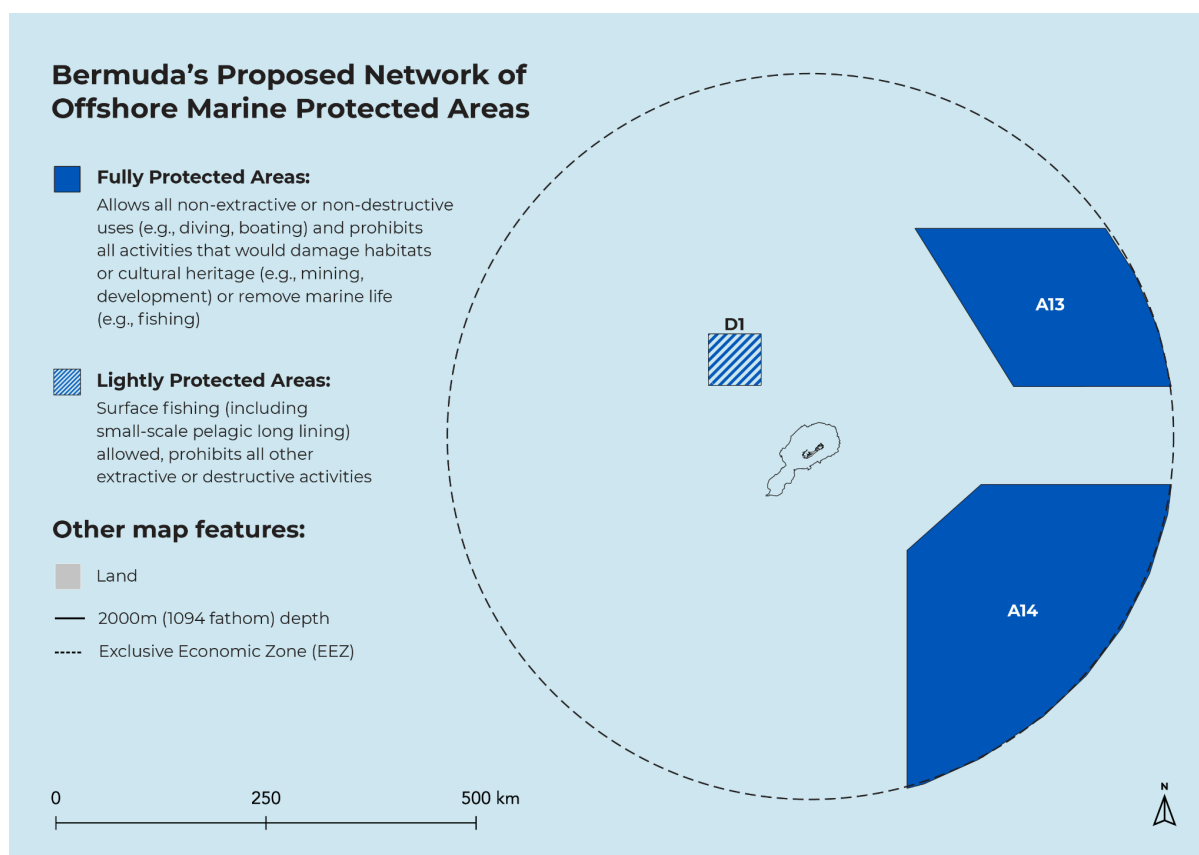 Bermuda’s Proposed Network of
Offshore Marine Protected Areas
Fully Protected Areas:
Allows all non-extractive or non-destructive
uses (e.g., diving, boating) and prohibits
all activities that would damage habitats
or cultural heritage (e.g., mining,
development) or remove marine life
(e.g., fishing)
Lightly Protected Areas:
Surface fishing (including
small-scale pelagic long lining)
allowed, prohibits all other
extractive or destructive activities
Other map features:
Land
2000m (1094 fathom) depth
Exclusive Economic Zone (EEZ)
0 250 500 km
A13
D1
A14
N